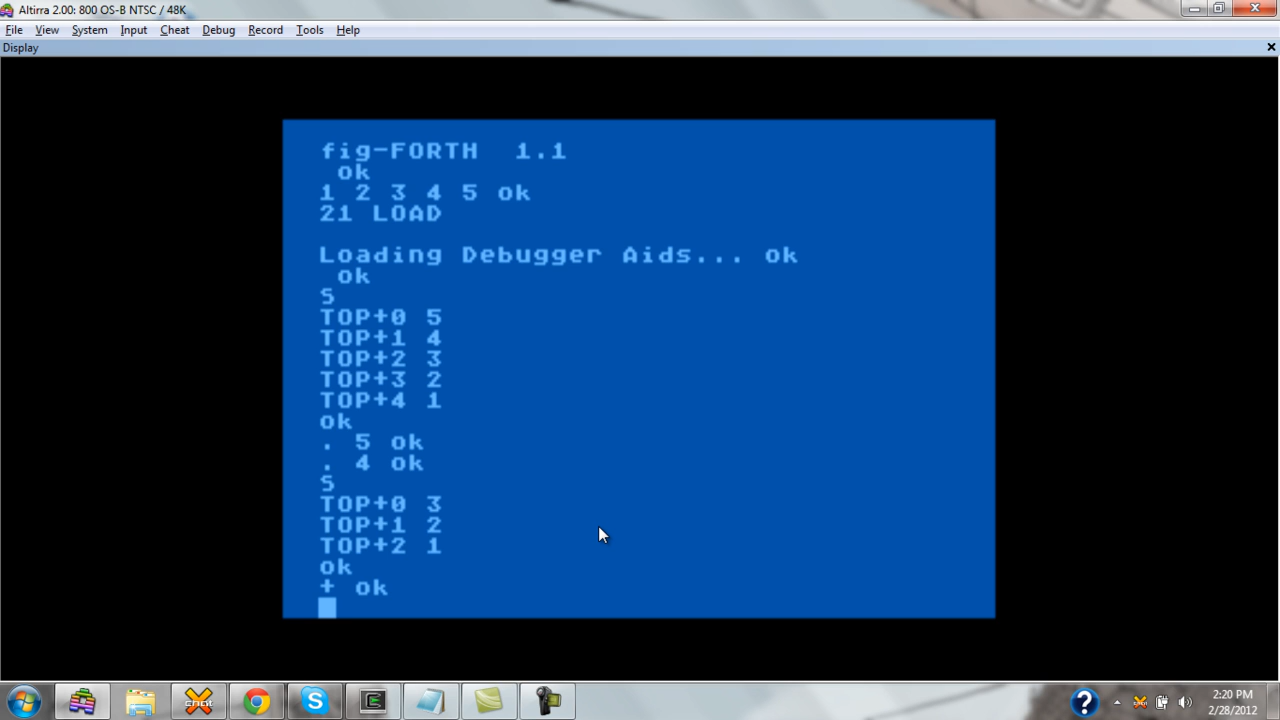 Altirra 2.00: 800 OS-B NTSC / 48K
File View System Input Cheat Debug Record Tools Help
Display
fig-FORTH 1.1
ok
1 2 3 4 5 ok
21 LOAD
Loading Debugger Aids... ok
ok
S
TOP+0 5
TOP+1 4
TOP+2 3
TOP+3 2
TOP+4 1
ok
. 5 ok
. 4 ok
S
TOP+0 3
TOP+1 2
TOP+2 1
ok
+ ok
2:20 PM
2/28/2012